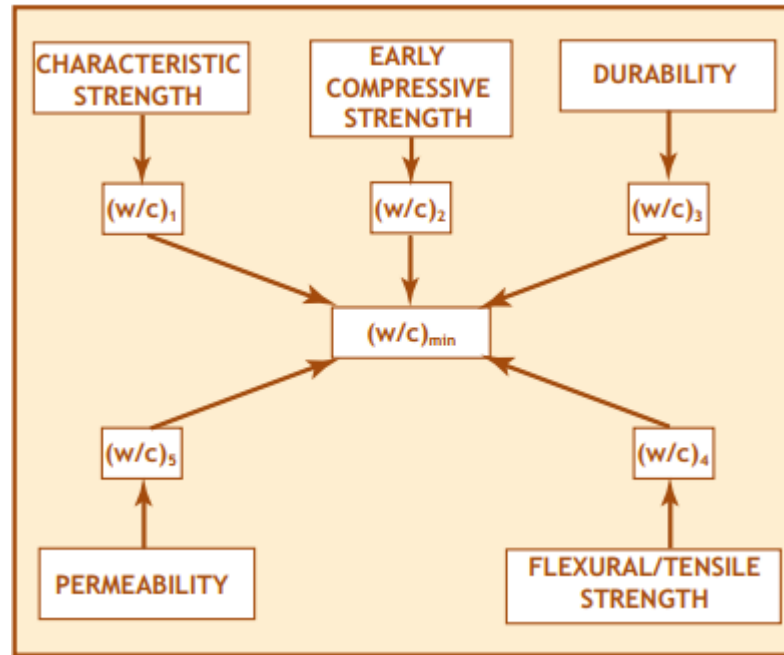 CHARACTERISTIC
STRENGTH
EARLY
COMPRESSIVE
STRENGTH
DURABILITY
(w/c)₁
(w/c)₂
(w/c)₃
(w/c)min
(w/c)₅
(w/c)₄
PERMEABILITY
FLEXURAL/TENSILE
STRENGTH